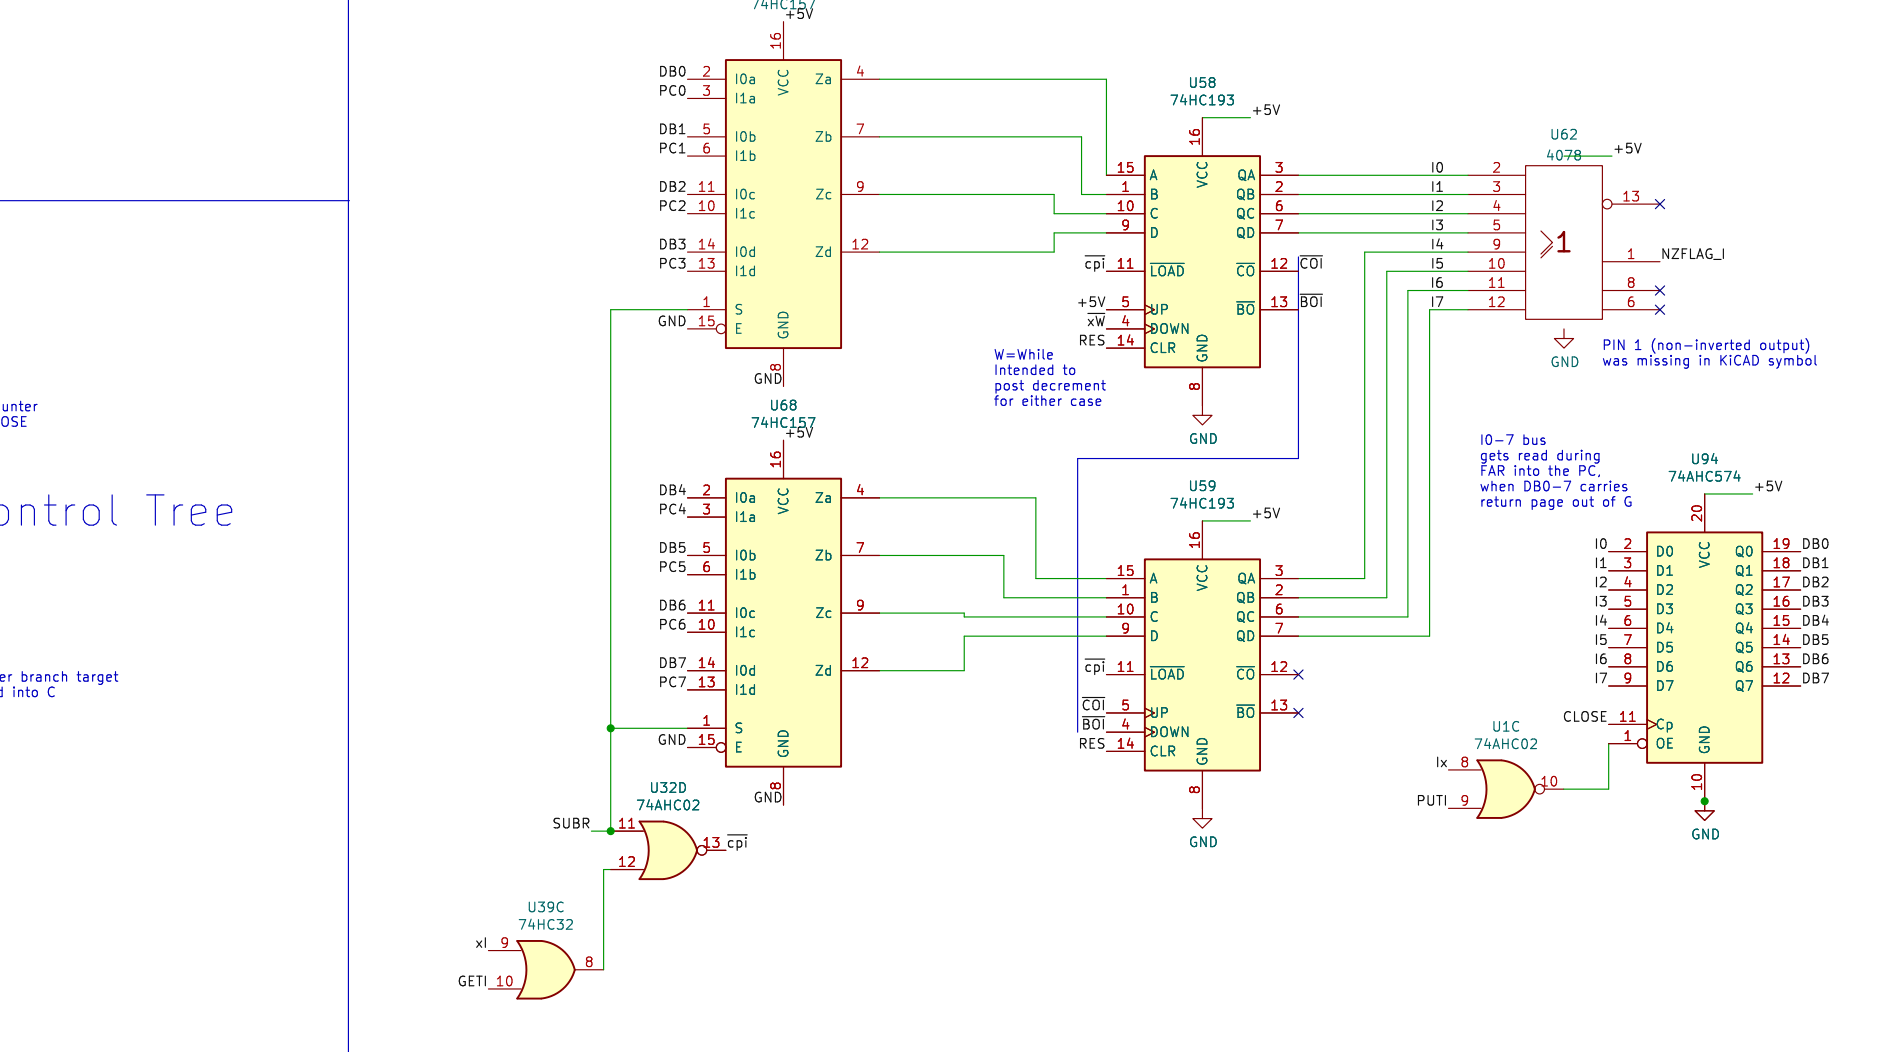 74HC157
+5V
16
VCC
DB0 2 I0a
PC0 3 I1a
DB1 5 I0b
PC1 6 I1b
DB2 11 I0c
PC2 10 I1c
DB3 14 I0d
PC3 13 I1d
1 S
GND 15 E
Za 4
Zb 7
Zc 9
Zd 12
GND
8
GND
U68
74HC157
+5V
16
VCC
DB4 2 I0a
PC4 3 I1a
DB5 5 I0b
PC5 6 I1b
DB6 11 I0c
PC6 10 I1c
DB7 14 I0d
PC7 13 I1d
1 S
GND 15 E
Za 4
Zb 7
Zc 9
Zd 12
GND
8
GND
U58
74HC193
+5V
16
VCC
15 A
1 B
10 C
9 D
cpi 11 LOAD
+5V 5 UP
xW 4 DOWN
RES 14 CLR
QA 3
QB 2
QC 6
QD 7
CO 12 COI
BO 13 BOI
GND
8
GND
W=While
Intended to
post decrement
for either case
U59
74HC193
+5V
16
VCC
15 A
1 B
10 C
9 D
cpi 11 LOAD
COI 5 UP
BOI 4 DOWN
RES 14 CLR
QA 3
QB 2
QC 6
QD 7
CO 12
BO 13
GND
8
GND
U62
4078
+5V
I0 2
I1 3
I2 4
I3 5
I4 9
I5 10
I6 11
I7 12
≥1
13
1 NZFLAG_I
8
6
GND
PIN 1 (non-inverted output)
was missing in KiCAD symbol
I0-7 bus
gets read during
FAR into the PC,
when DB0-7 carries
return page out of G
U94
74AHC574
+5V
20
VCC
I0 2 D0
I1 3 D1
I2 4 D2
I3 5 D3
I4 6 D4
I5 7 D5
I6 8 D6
I7 9 D7
CLOSE 11 Cp
1 OE
Q0 19 DB0
Q1 18 DB1
Q2 17 DB2
Q3 16 DB3
Q4 15 DB4
Q5 14 DB5
Q6 13 DB6
Q7 12 DB7
GND
10
GND
U1C
74AHC02
Ix 8
PUTI 9
10
U32D
74AHC02
SUBR 11
12
13 cpi
U39C
74HC32
xI 9
GETI 10
8
unter
OSE
ontrol Tree
er branch target
d into C